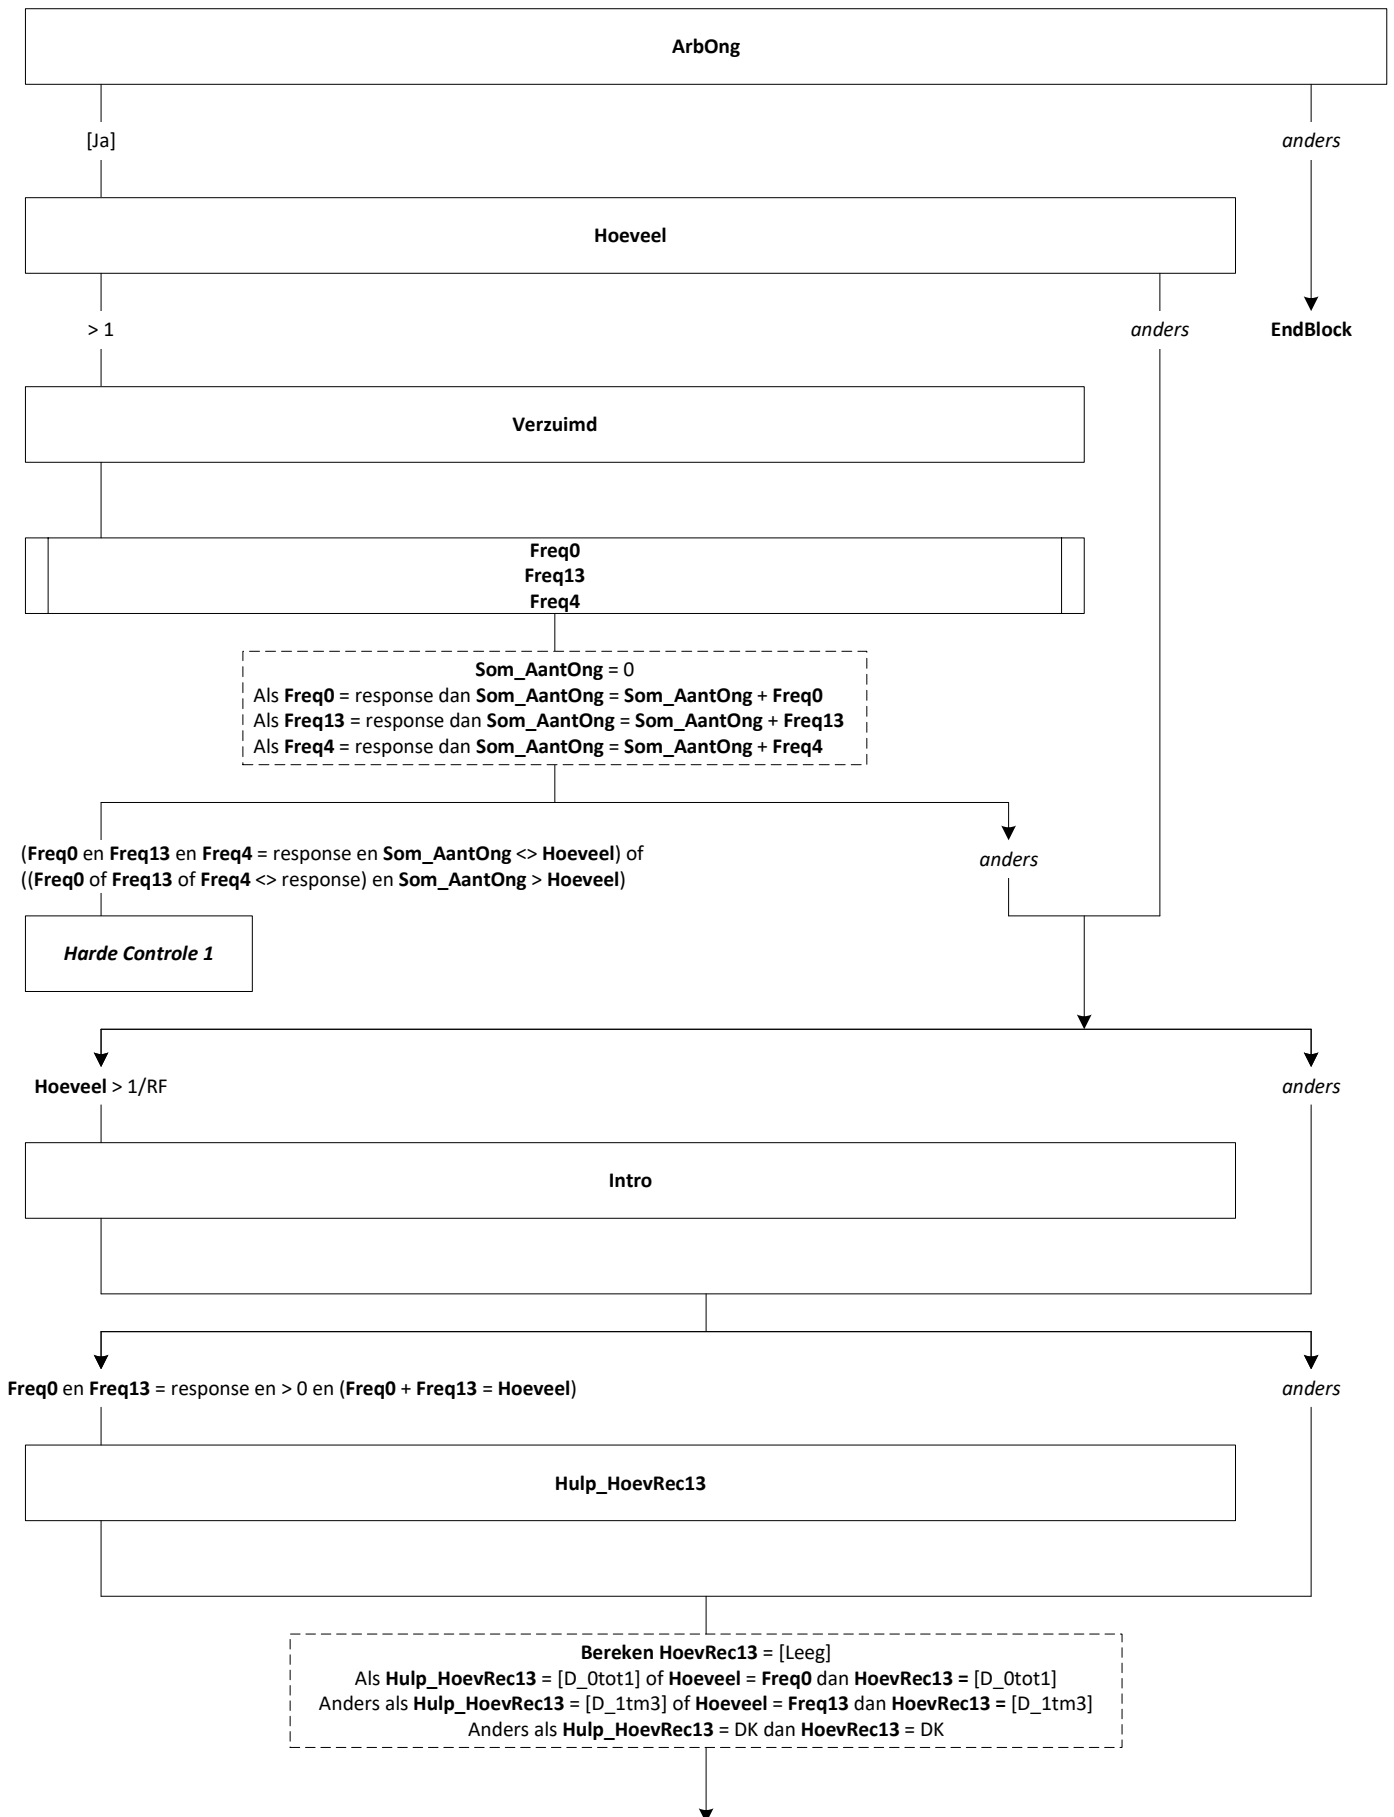 ArbOng
[Ja]
anders
Hoeveel
> 1
anders
EndBlock
Verzuimd
Freq0
Freq13
Freq4
Som_AantOng = 0
Als Freq0 = response dan Som_AantOng = Som_AantOng + Freq0
Als Freq13 = response dan Som_AantOng = Som_AantOng + Freq13
Als Freq4 = response dan Som_AantOng = Som_AantOng + Freq4
(Freq0 en Freq13 en Freq4 = response en Som_AantOng <> Hoeveel) of
((Freq0 of Freq13 of Freq4 <> response) en Som_AantOng > Hoeveel)
anders
Harde Controle 1
Hoeveel > 1/RF
anders
Intro
Freq0 en Freq13 = response en > 0 en (Freq0 + Freq13 = Hoeveel)
anders
Hulp_HoevRec13
Bereken HoevRec13 = [Leeg]
Als Hulp_HoevRec13 = [D_0tot1] of Hoeveel = Freq0 dan HoevRec13 = [D_0tot1]
Anders als Hulp_HoevRec13 = [D_1tm3] of Hoeveel = Freq13 dan HoevRec13 = [D_1tm3]
Anders als Hulp_HoevRec13 = DK dan HoevRec13 = DK